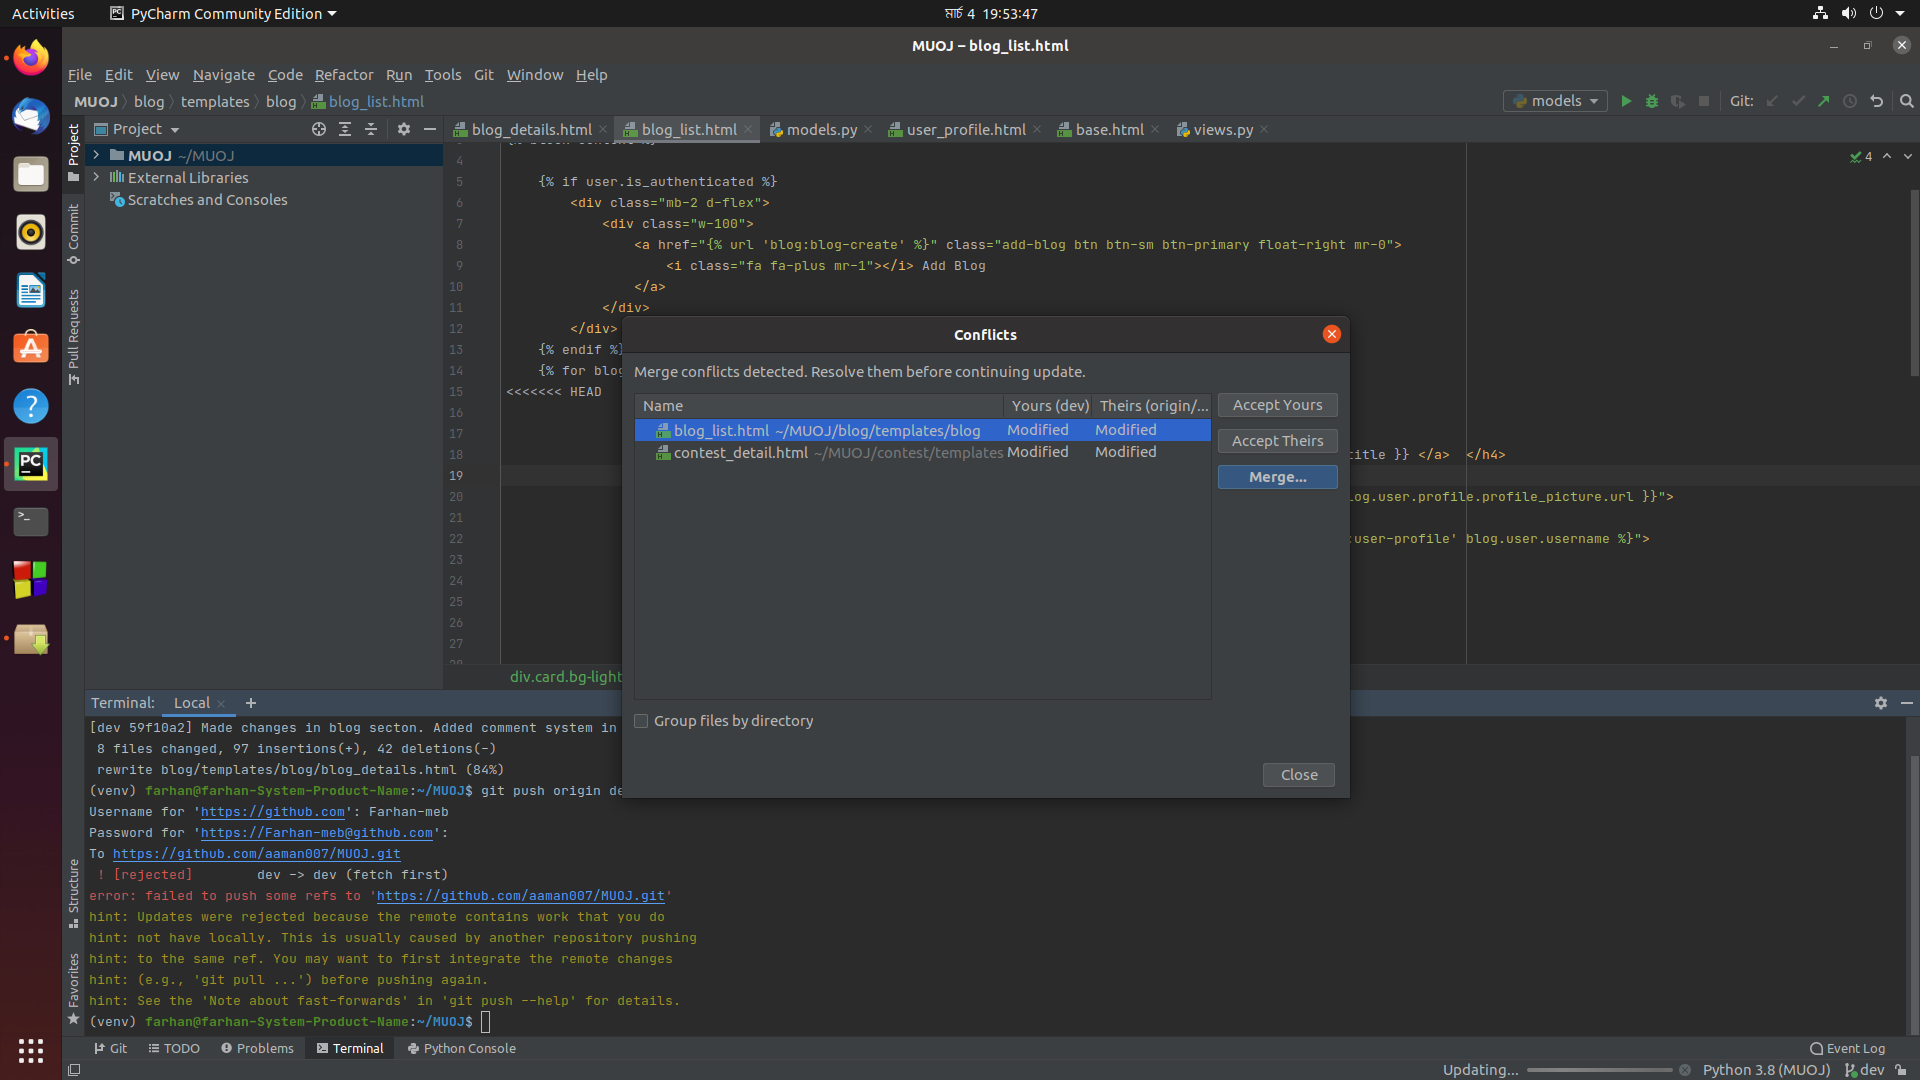 Activities
PyCharm Community Edition
মার্চ 4 19:53:47
MUOJ – blog_list.html
File Edit View Navigate Code Refactor Run Tools Git Window Help
MUOJ blog templates blog blog_list.html
models
Git:
Project
blog_details.html
blog_list.html
models.py
user_profile.html
base.html
views.py
Project
Commit
Pull Requests
Structure
Favorites
MUOJ ~/MUOJ
External Libraries
Scratches and Consoles
4
4
5 {% if user.is_authenticated %}
6 <div class="mb-2 d-flex">
7 <div class="w-100">
8 <a href="{% url 'blog:blog-create' %}" class="add-blog btn btn-sm btn-primary float-right mr-0">
9 <i class="fa fa-plus mr-1"></i> Add Blog
10 </a>
11 </div>
12 </div>
13 {% endif %}
14 {% for blog
15 <<<<<<< HEAD
16
17
18 title }} </a> </h4>
19
20 log.user.profile.profile_picture.url }}">
21
22 :user-profile' blog.user.username %}">
23
24
25
26
27
div.card.bg-light
Conflicts
Merge conflicts detected. Resolve them before continuing update.
Name Yours (dev) Theirs (origin/...
blog_list.html ~/MUOJ/blog/templates/blog Modified Modified
contest_detail.html ~/MUOJ/contest/templates Modified Modified
Accept Yours
Accept Theirs
Merge...
Group files by directory
Close
Terminal: Local +
[dev 59f10a2] Made changes in blog secton. Added comment system in
8 files changed, 97 insertions(+), 42 deletions(-)
rewrite blog/templates/blog/blog_details.html (84%)
(venv) farhan@farhan-System-Product-Name:~/MUOJ$ git push origin de
Username for 'https://github.com': Farhan-meb
Password for 'https://Farhan-meb@github.com':
To https://github.com/aaman007/MUOJ.git
! [rejected] dev -> dev (fetch first)
error: failed to push some refs to 'https://github.com/aaman007/MUOJ.git'
hint: Updates were rejected because the remote contains work that you do
hint: not have locally. This is usually caused by another repository pushing
hint: to the same ref. You may want to first integrate the remote changes
hint: (e.g., 'git pull ...') before pushing again.
hint: See the 'Note about fast-forwards' in 'git push --help' for details.
(venv) farhan@farhan-System-Product-Name:~/MUOJ$
Git TODO Problems Terminal Python Console
Event Log
Updating...
Python 3.8 (MUOJ)
dev